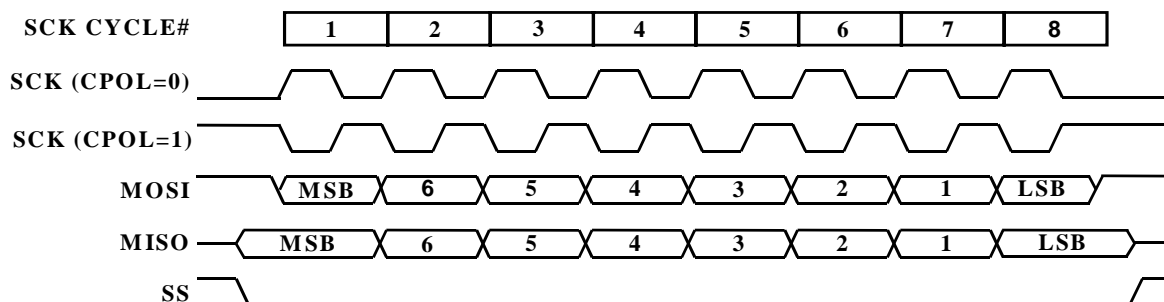 SCK CYCLE# 1 2 3 4 5 6 7 8
SCK (CPOL=0)
SCK (CPOL=1)
MOSI MSB 6 5 4 3 2 1 LSB
MISO MSB 6 5 4 3 2 1 LSB
SS